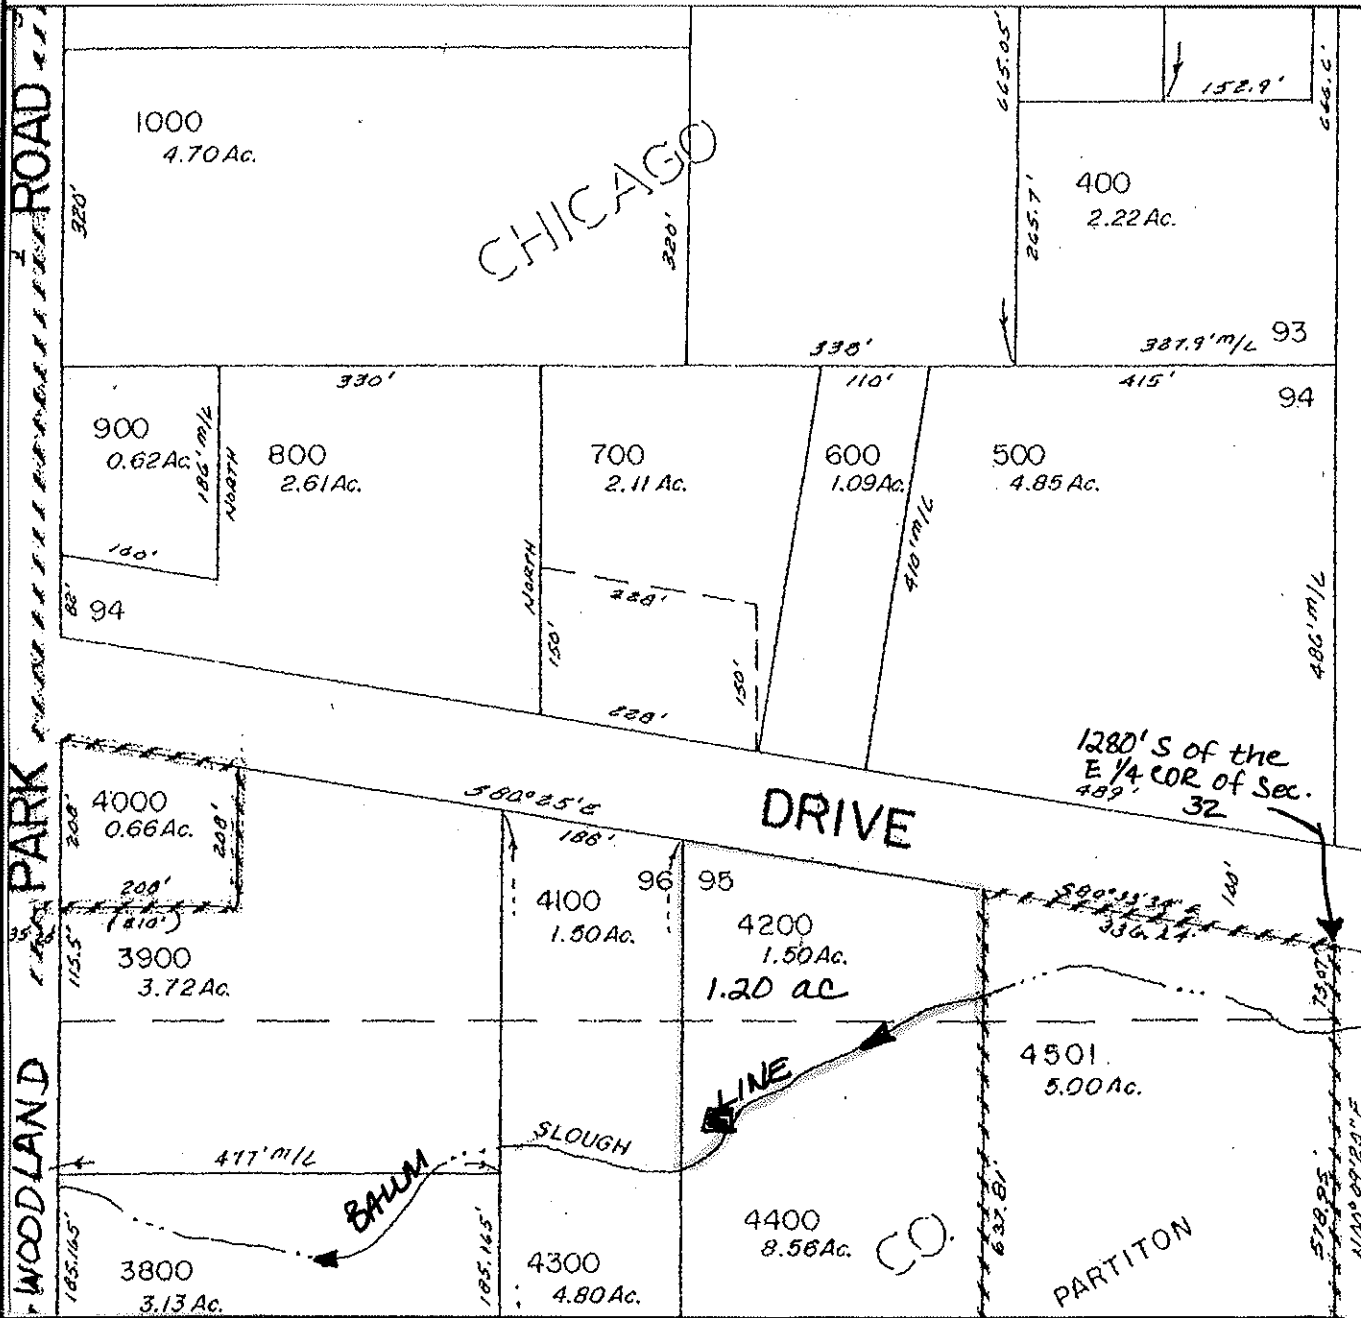 ROAD
1000
4.70 Ac.
320'
CHICAGO
320'
665.05'
152.9'
400
2.22 Ac.
265.7'
387.9' m/L
93
338'
330'
110'
415'
94
900
0.62 Ac.
186' m/L
NORTH
800
2.61 Ac.
700
2.11 Ac.
600
1.09 Ac.
500
4.85 Ac.
410' m/L
486' m/L
NORTH
228'
150'
150'
228'
82'
94
1280' S of the
E 1/4 COR of Sec.
32
489'
PARK
4000
0.66 Ac.
208'
208'
200'
(210')
S80°25'E
188'
DRIVE
100'
336.24
96
95
4100
1.50 Ac.
4200
1.50 Ac.
1.20 ac
35
115.5'
3900
3.72 Ac.
73.07'
4501
5.00 Ac.
LINE
SLOUGH
477' m/L
BAUM
WOODLAND
185.165'
185.165'
3800
3.13 Ac.
4300
4.80 Ac.
4400
8.56 Ac.
CO.
637.81'
PARTITON
578.95'